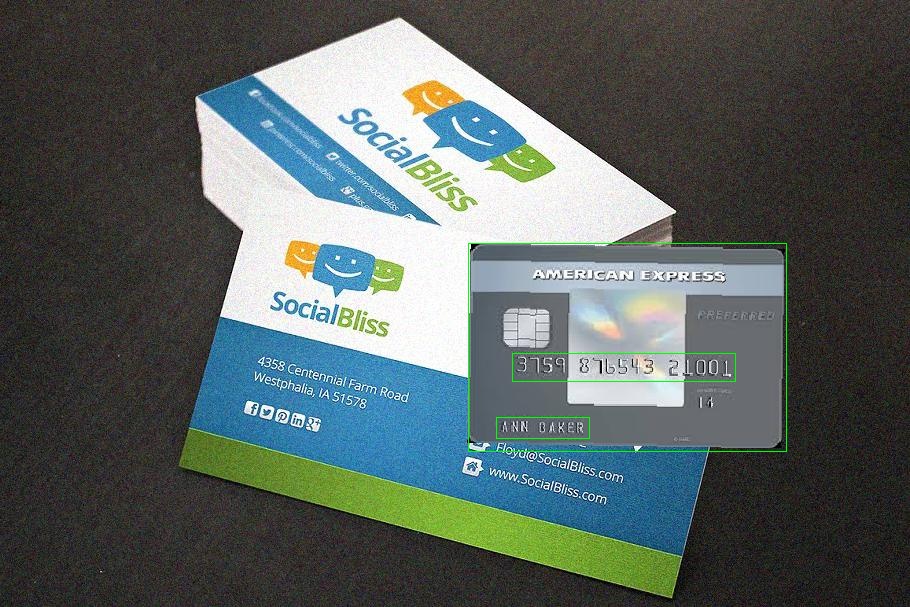 SocialBliss
twitter.com/socialbliss
SocialBliss
4358 Centennial Farm Road
Westphalia, IA 51578
Floyd@SocialBliss.com
www.SocialBliss.com
AMERICAN EXPRESS
PREFERRED
3759 876543 21001
14
ANN BAKER